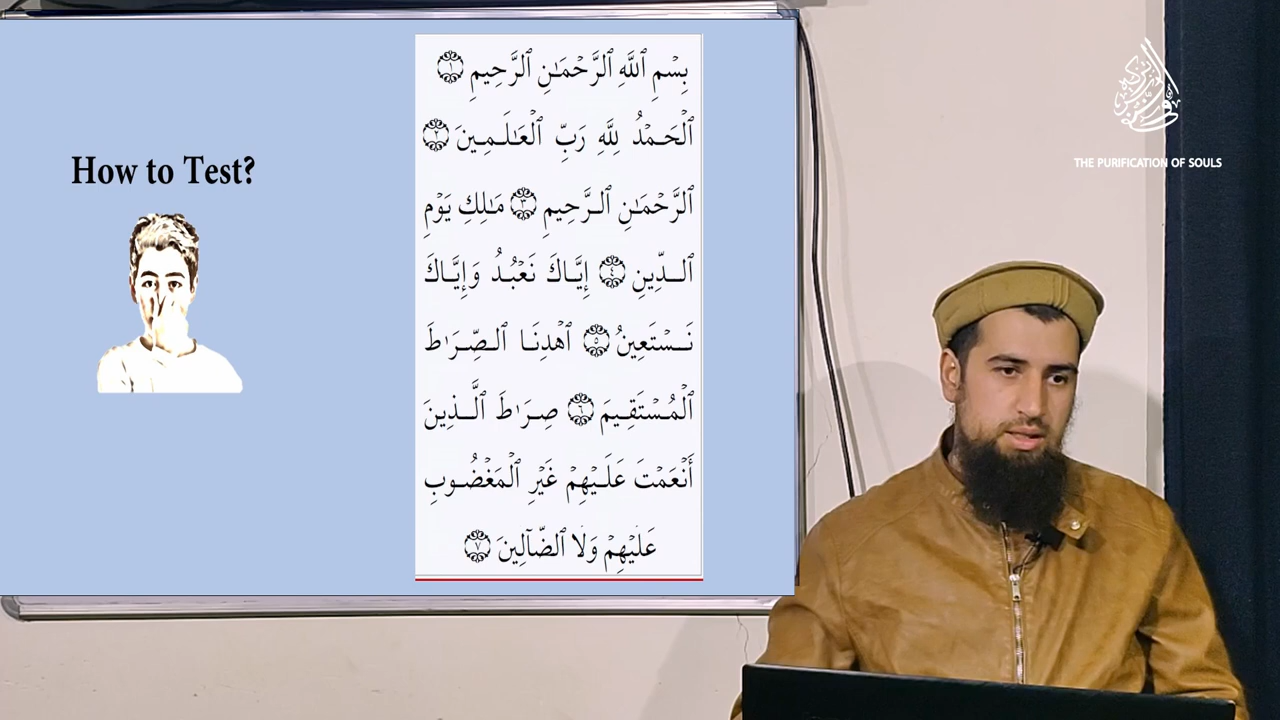 How to Test?
بِسْمِ ٱللَّهِ ٱلرَّحْمَـٰنِ ٱلرَّحِيمِ ١
ٱلْحَمْدُ لِلَّهِ رَبِّ ٱلْعَـٰلَمِينَ ٢
ٱلرَّحْمَـٰنِ ٱلرَّحِيمِ ٣ مَـٰلِكِ يَوْمِ
ٱلدِّينِ ٤ إِيَّاكَ نَعْبُدُ وَإِيَّاكَ
نَسْتَعِينُ ٥ ٱهْدِنَا ٱلصِّرَٰطَ
ٱلْمُسْتَقِيمَ ٦ صِرَٰطَ ٱلَّذِينَ
أَنْعَمْتَ عَلَيْهِمْ غَيْرِ ٱلْمَغْضُوبِ
عَلَيْهِمْ وَلَا ٱلضَّآلِّينَ ٧
THE PURIFICATION OF SOULS